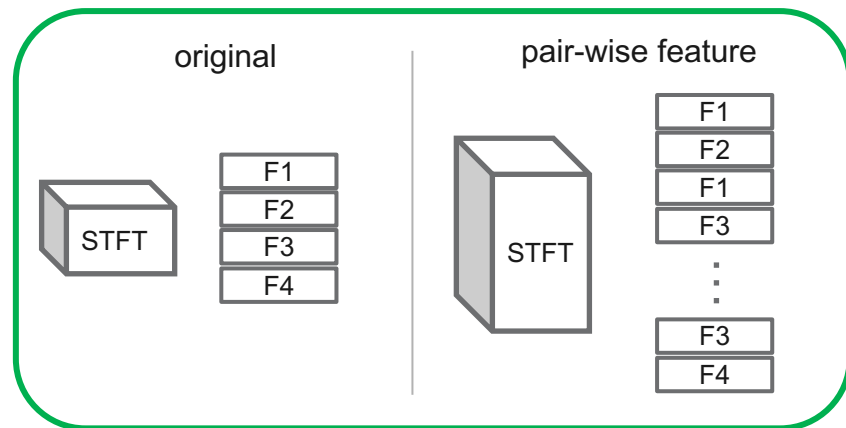 original
STFT
F1
F2
F3
F4
pair-wise feature
STFT
F1
F2
F1
F3
⋮
F3
F4